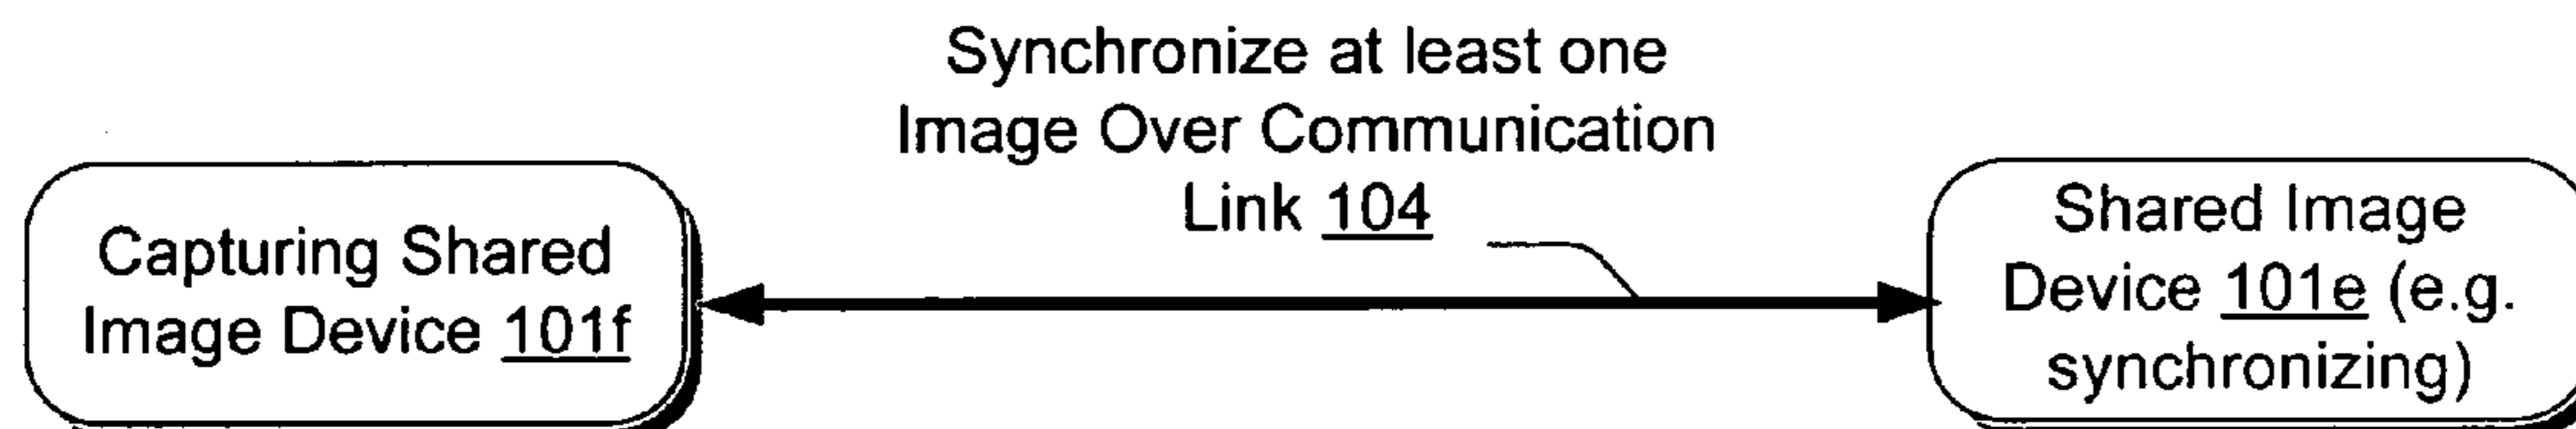 Synchronize at least one
Image Over Communication
Link 104
Capturing Shared
Image Device 101f
Shared Image
Device 101e (e.g.
synchronizing)